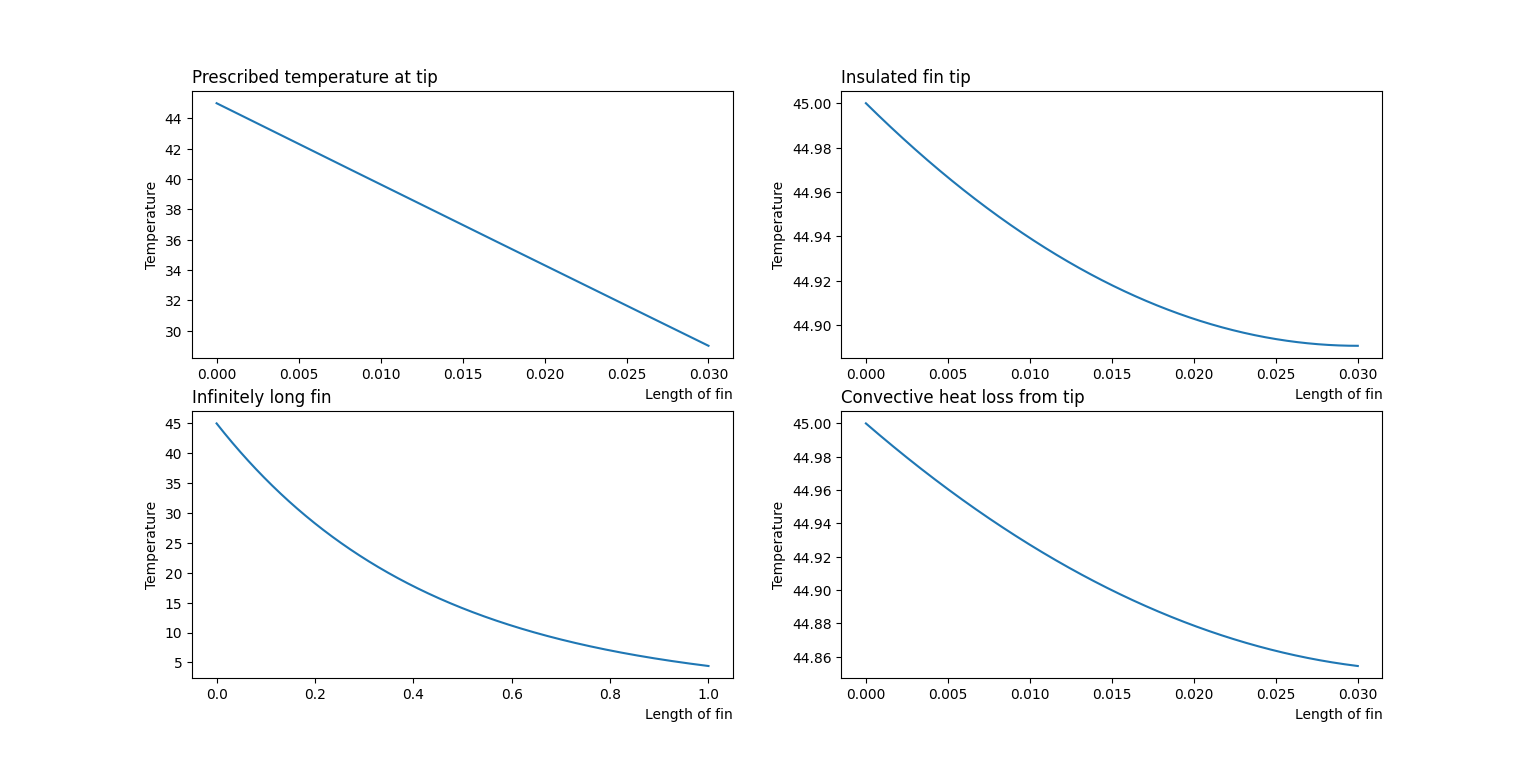 Prescribed temperature at tip
Temperature
44
42
40
38
36
34
32
30
0.000 0.005 0.010 0.015 0.020 0.025 0.030
Length of fin
Insulated fin tip
Temperature
45.00
44.98
44.96
44.94
44.92
44.90
0.000 0.005 0.010 0.015 0.020 0.025 0.030
Length of fin
Infinitely long fin
Temperature
45
40
35
30
25
20
15
10
5
0.0 0.2 0.4 0.6 0.8 1.0
Length of fin
Convective heat loss from tip
Temperature
45.00
44.98
44.96
44.94
44.92
44.90
44.88
44.86
0.000 0.005 0.010 0.015 0.020 0.025 0.030
Length of fin